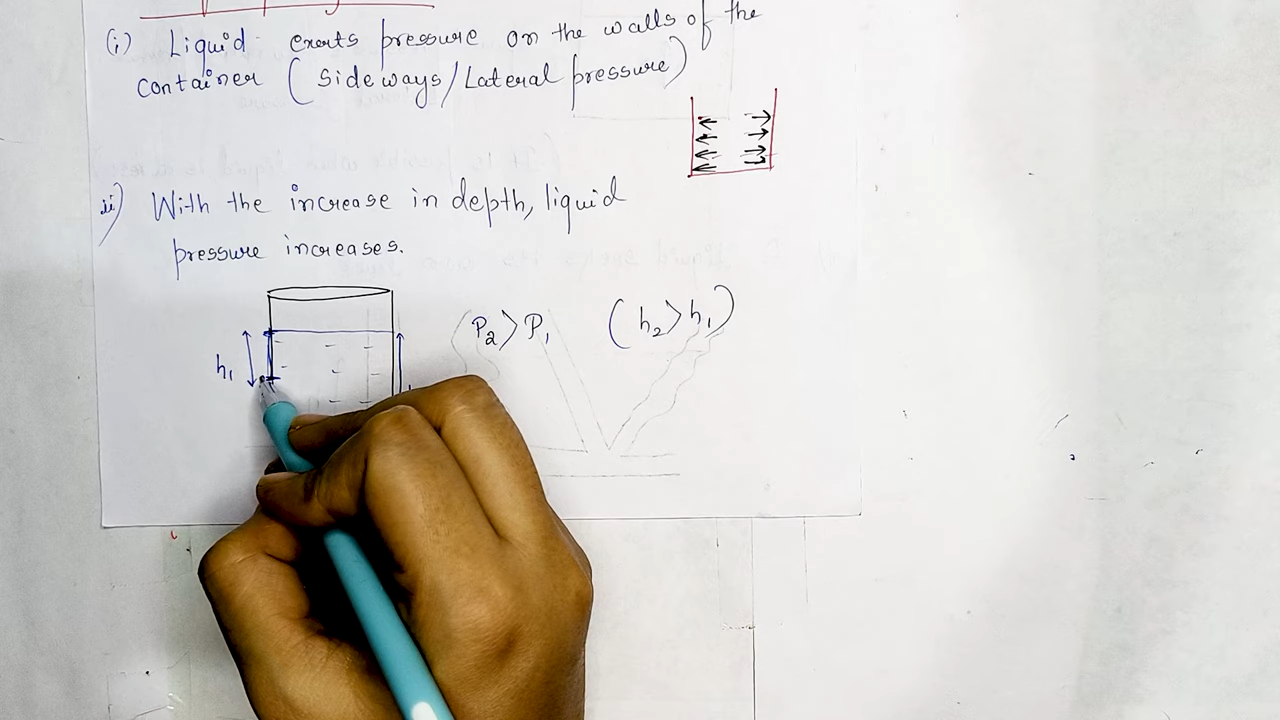 (i) Liquid exerts pressure on the walls of the
container (Sideways/Lateral pressure)
ii) With the increase in depth, liquid
pressure increases.
P₂ > P₁ (h₂ > h₁)
h₁